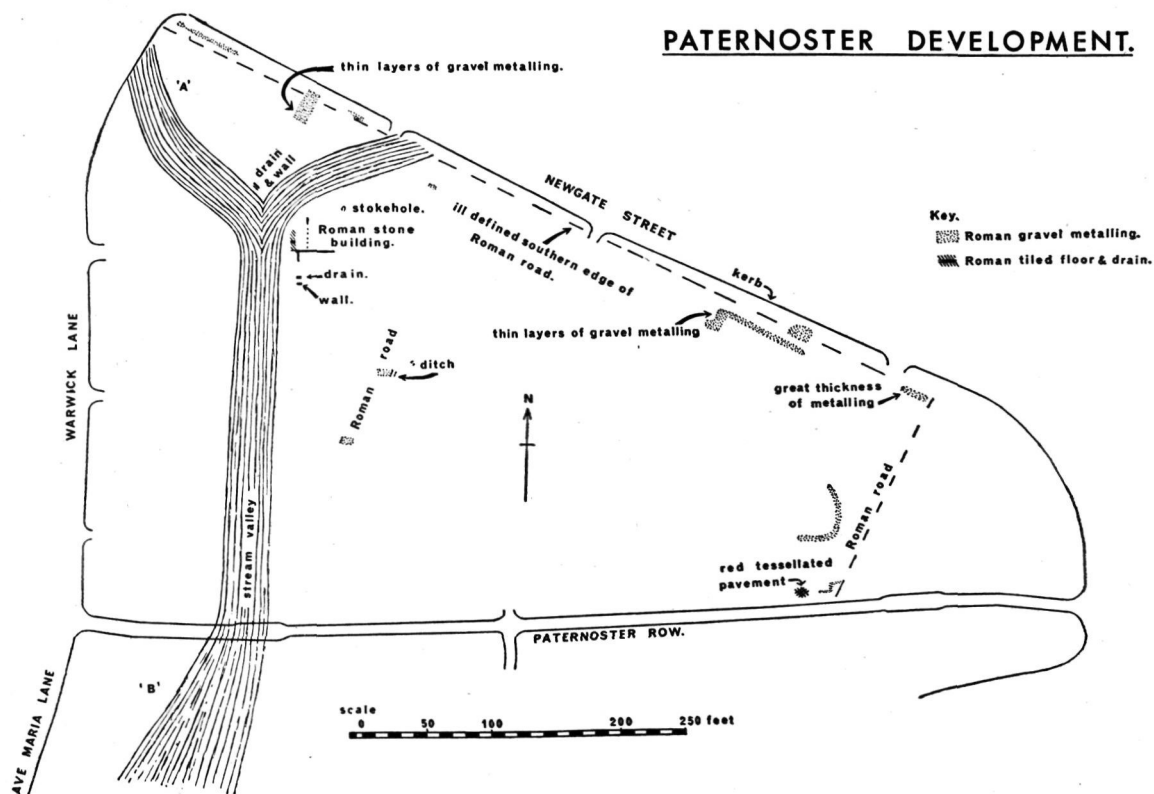 PATERNOSTER DEVELOPMENT.
thin layers of gravel metalling.
'A'
drain
& wall
NEWGATE STREET
stokehole.
Roman stone
building.
ill defined southern edge of
Roman road.
Key.
Roman gravel metalling.
Roman tiled floor & drain.
drain.
wall.
kerb
thin layers of gravel metalling
WARWICK LANE
Roman road
ditch
great thickness
of metalling
N
stream valley
Roman road
red tessellated
pavement
PATERNOSTER ROW.
'B'
AVE MARIA LANE
scale
0 50 100 200 250 feet